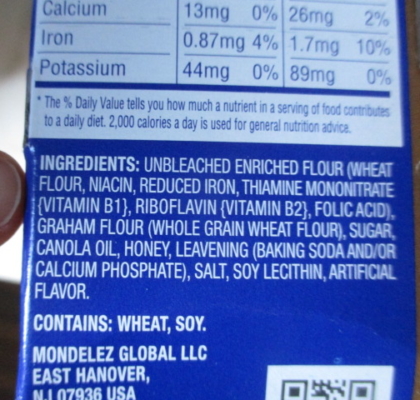 Calcium 13mg 0% 26mg 2%
Iron 0.87mg 4% 1.7mg 10%
Potassium 44mg 0% 89mg 0%
* The % Daily Value tells you how much a nutrient in a serving of food contributes
to a daily diet. 2,000 calories a day is used for general nutrition advice.
INGREDIENTS: UNBLEACHED ENRICHED FLOUR (WHEAT
FLOUR, NIACIN, REDUCED IRON, THIAMINE MONONITRATE
{VITAMIN B1}, RIBOFLAVIN {VITAMIN B2}, FOLIC ACID),
GRAHAM FLOUR (WHOLE GRAIN WHEAT FLOUR), SUGAR,
CANOLA OIL, HONEY, LEAVENING (BAKING SODA AND/OR
CALCIUM PHOSPHATE), SALT, SOY LECITHIN, ARTIFICIAL
FLAVOR.
CONTAINS: WHEAT, SOY.
MONDELEZ GLOBAL LLC
EAST HANOVER,
NJ 07936 USA